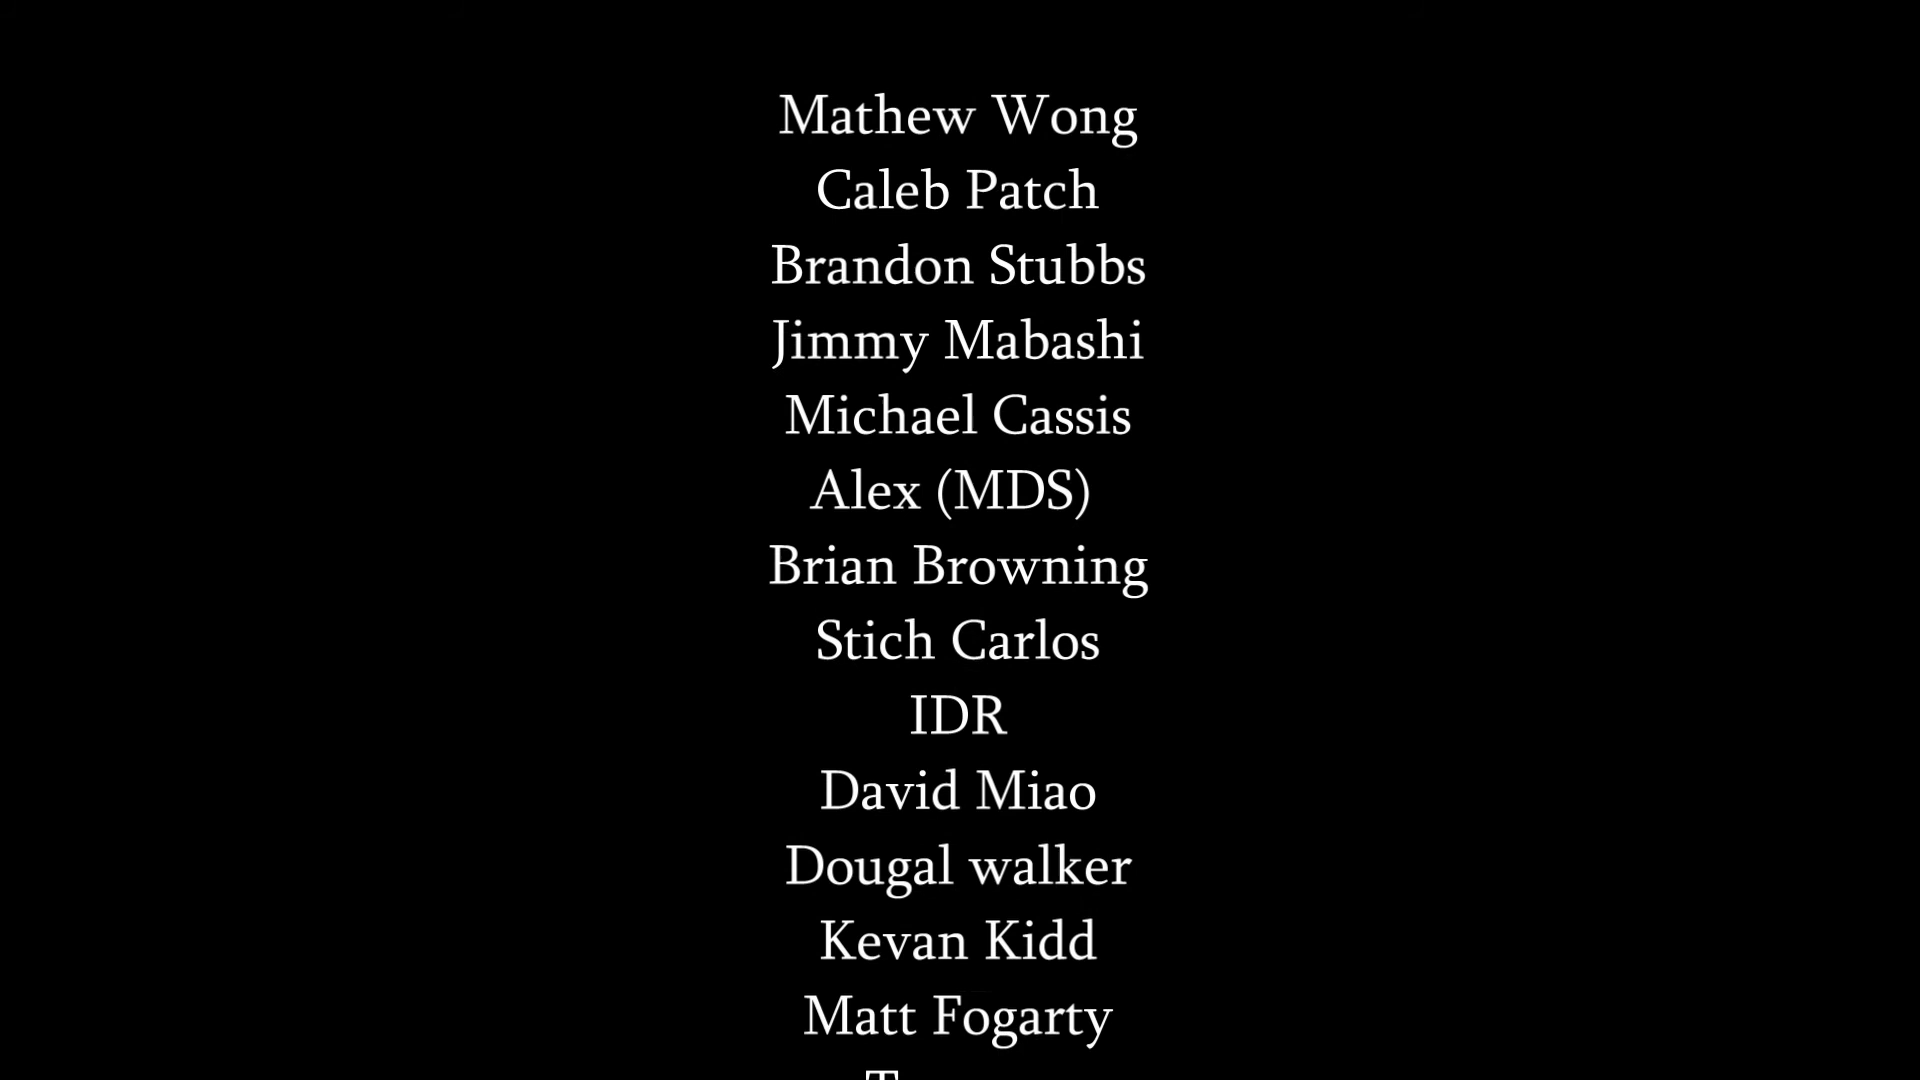 Mathew Wong
Caleb Patch
Brandon Stubbs
Jimmy Mabashi
Michael Cassis
Alex (MDS)
Brian Browning
Stich Carlos
IDR
David Miao
Dougal walker
Kevan Kidd
Matt Fogarty